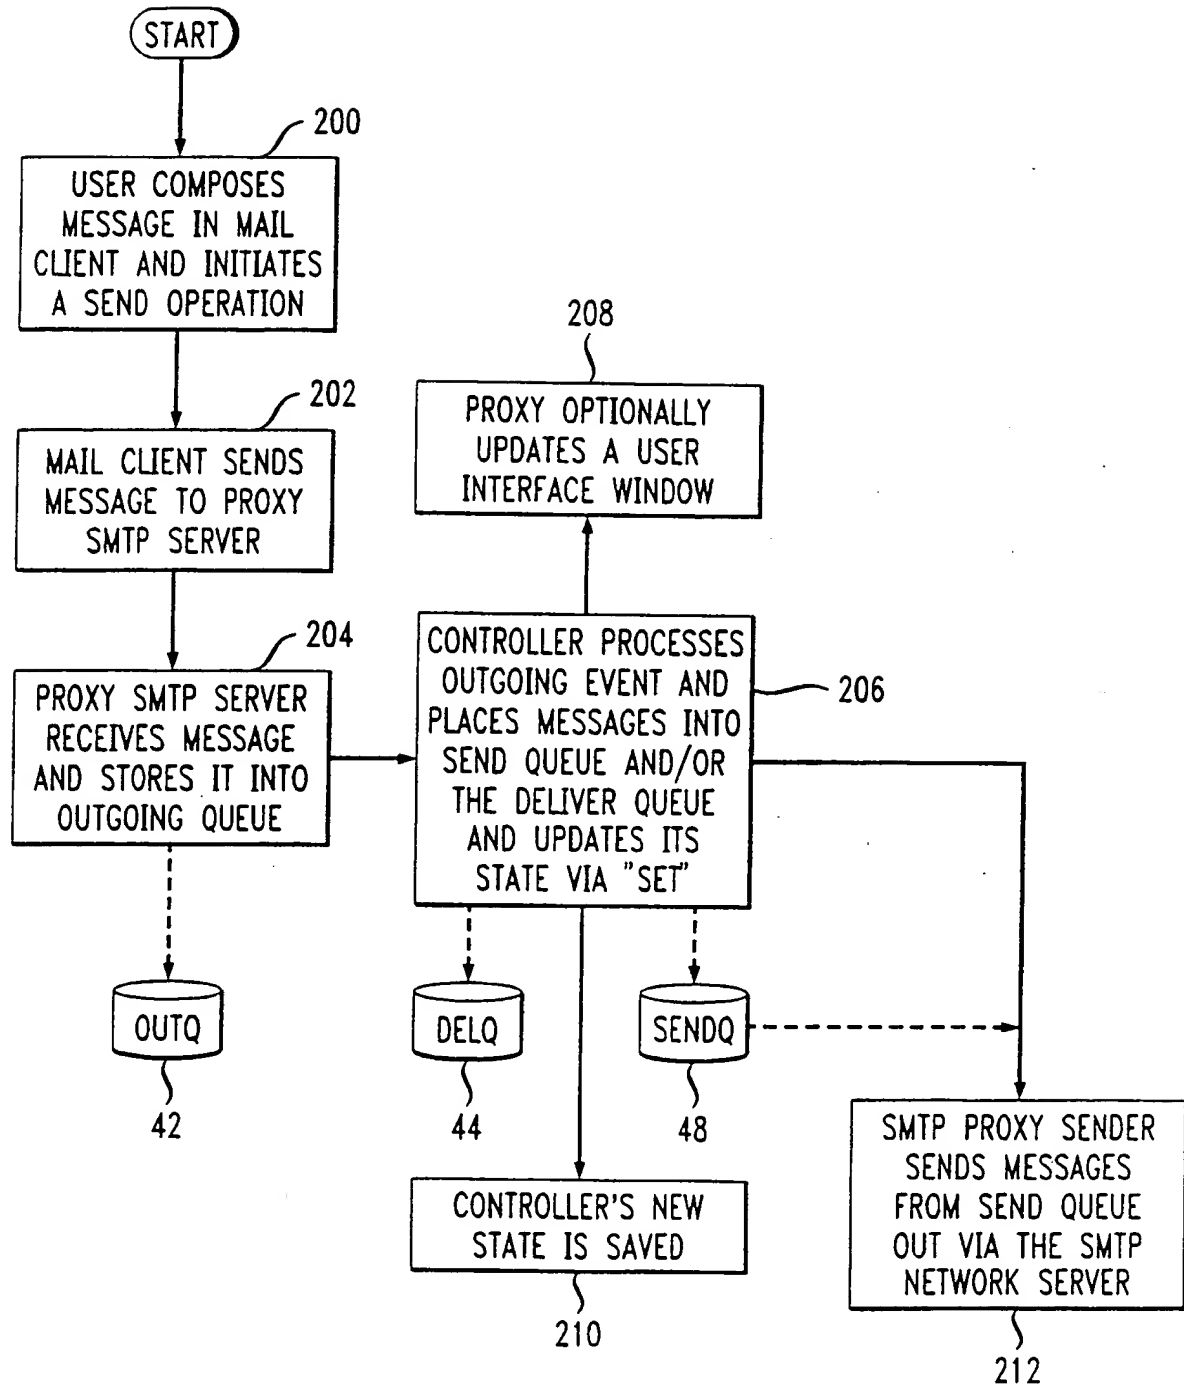 START
200
USER COMPOSES
MESSAGE IN MAIL
CLIENT AND INITIATES
A SEND OPERATION
202
MAIL CLIENT SENDS
MESSAGE TO PROXY
SMTP SERVER
204
PROXY SMTP SERVER
RECEIVES MESSAGE
AND STORES IT INTO
OUTGOING QUEUE
208
PROXY OPTIONALLY
UPDATES A USER
INTERFACE WINDOW
CONTROLLER PROCESSES
OUTGOING EVENT AND
PLACES MESSAGES INTO
SEND QUEUE AND/OR
THE DELIVER QUEUE
AND UPDATES ITS
STATE VIA "SET"
206
OUTQ
42
DELQ
44
SENDQ
48
CONTROLLER'S NEW
STATE IS SAVED
210
SMTP PROXY SENDER
SENDS MESSAGES
FROM SEND QUEUE
OUT VIA THE SMTP
NETWORK SERVER
212